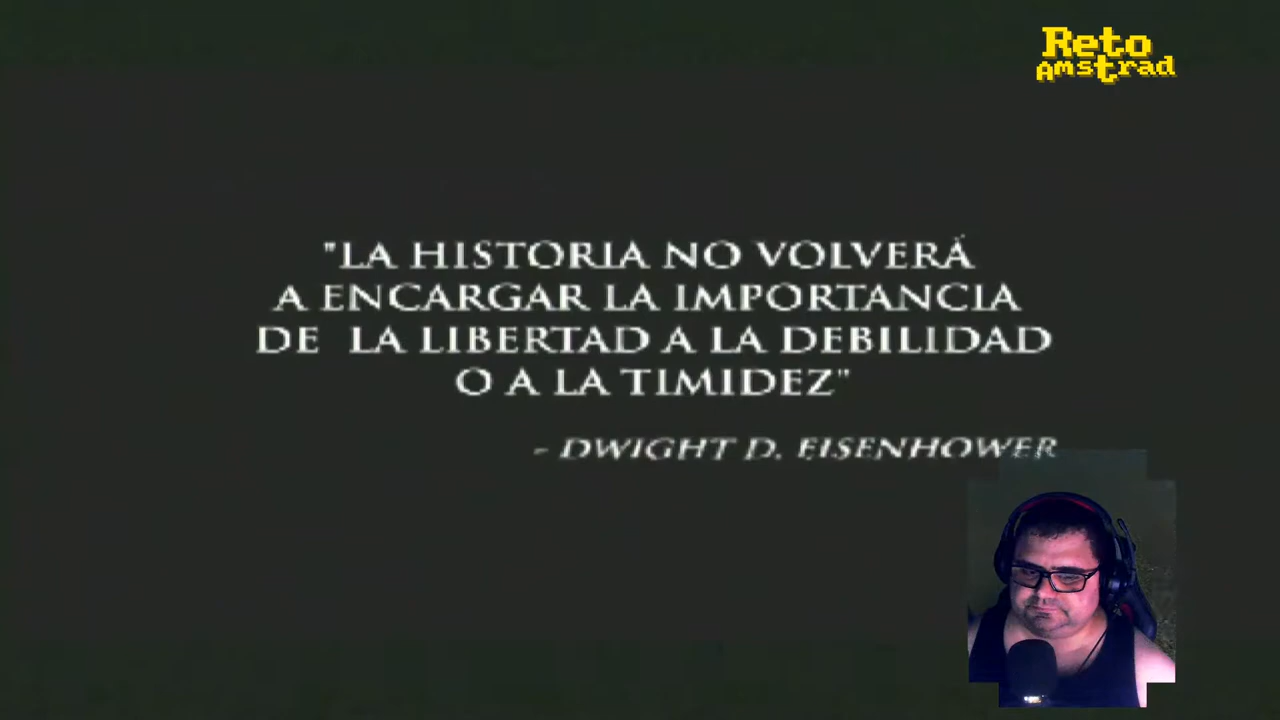 Reto
Amstrad
"LA HISTORIA NO VOLVERÁ
A ENCARGAR LA IMPORTANCIA
DE LA LIBERTAD A LA DEBILIDAD
O A LA TIMIDEZ"
- DWIGHT D. EISENHOWER